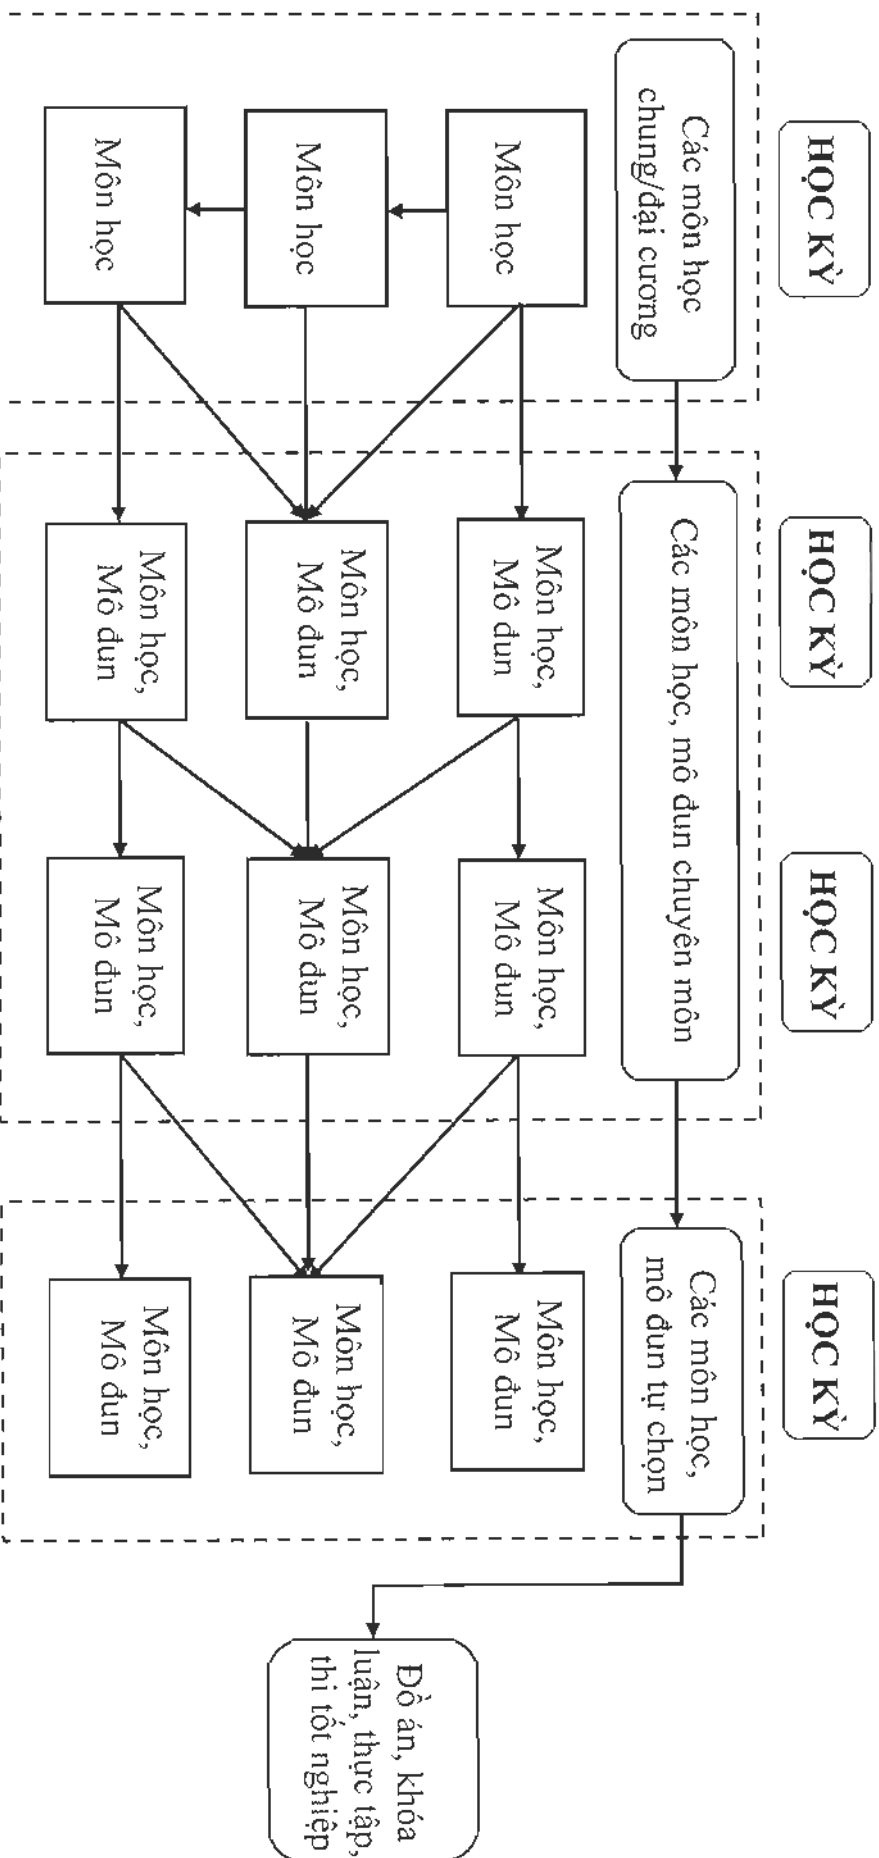 HỌC KỲ
HỌC KỲ
HỌC KỲ
HỌC KỲ
Các môn học
chung/đại cương
Các môn học, mô đun chuyên môn
Các môn học,
mô đun tự chọn
Môn học
Môn học,
Mô đun
Môn học,
Mô đun
Môn học,
Mô đun
Môn học
Môn học,
Mô đun
Môn học,
Mô đun
Môn học,
Mô đun
Môn học
Môn học,
Mô đun
Môn học,
Mô đun
Môn học,
Mô đun
Đồ án, khóa
luận, thực tập,
thi tốt nghiệp